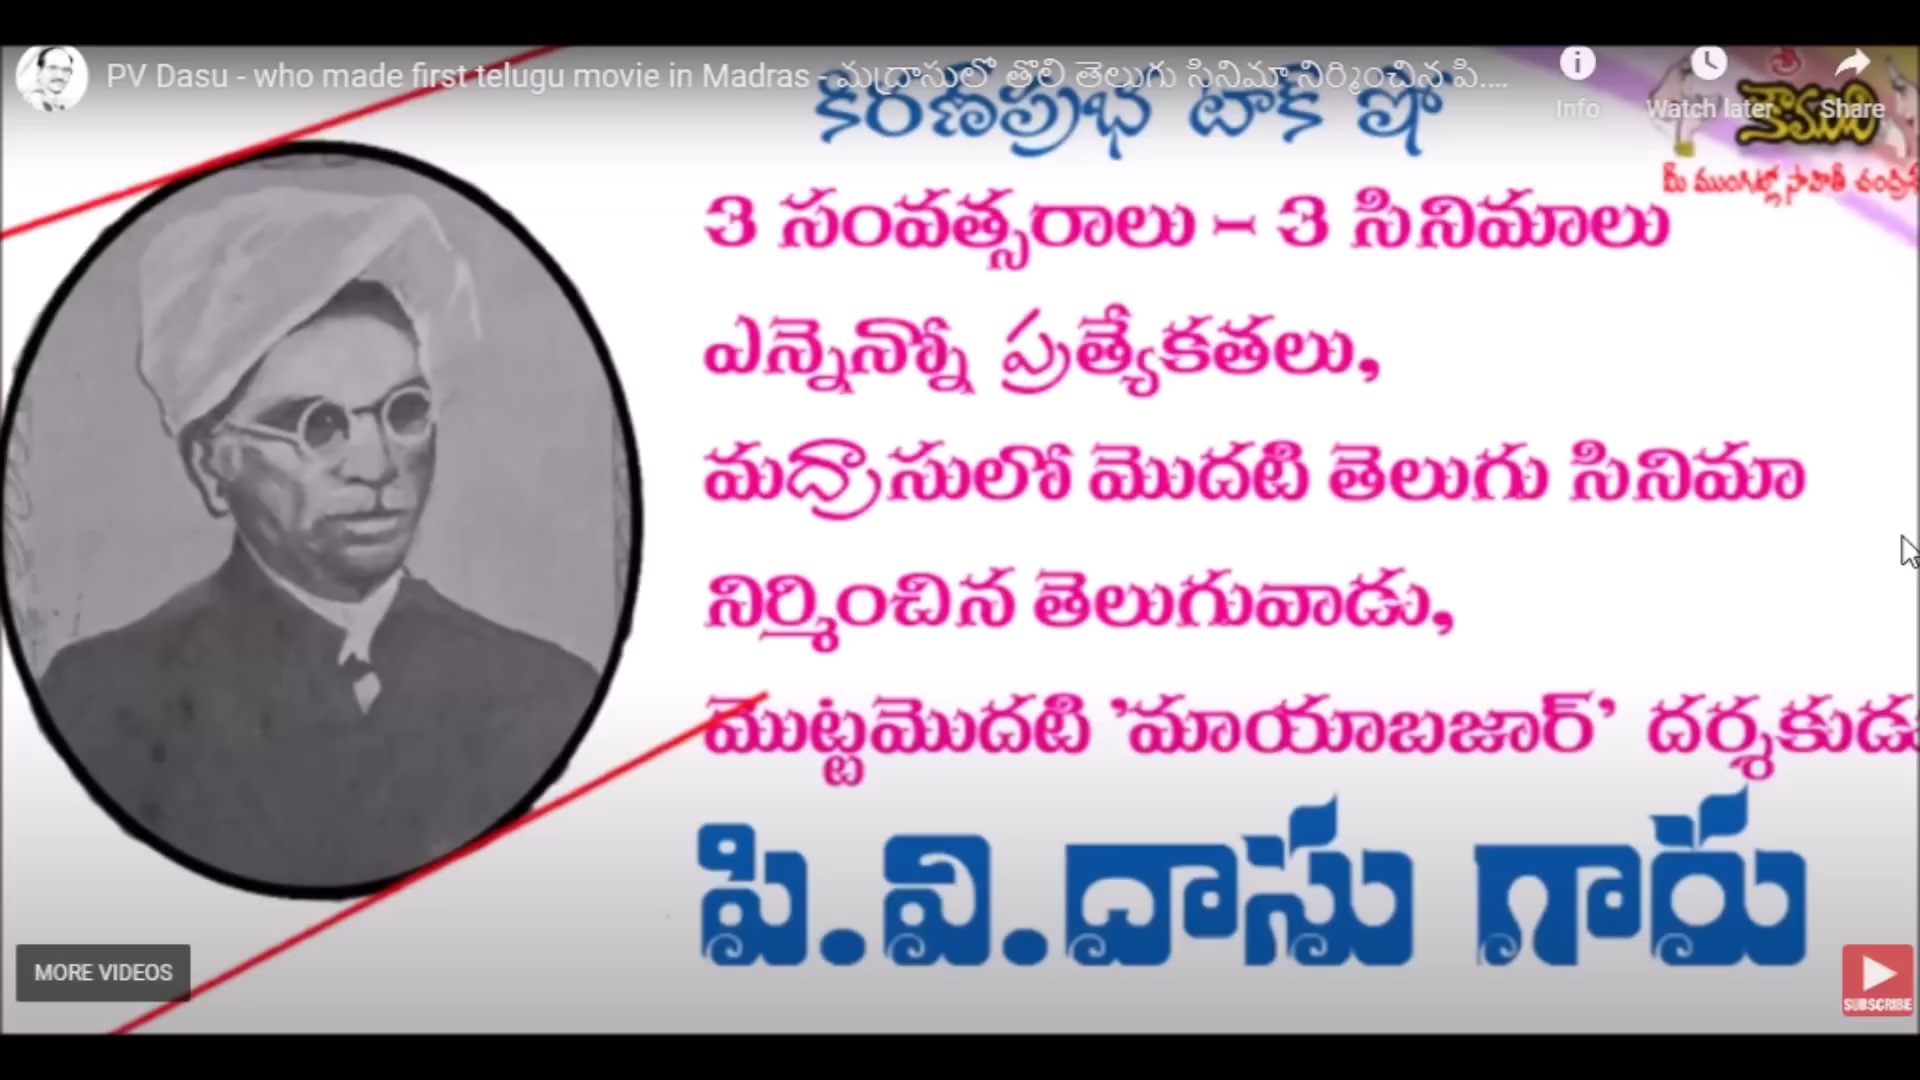 PV Dasu - who made first telugu movie in Madras - మద్రాసులో తొలి తెలుగు సినిమా నిర్మించిన పి....
Info
Watch later
Share
కిరణ్‌ప్రభ టాక్ షో
శ్రీ
కౌముది
మీ ముంగిట్లో సాహితీ
3 సంవత్సరాలు - 3 సినిమాలు
ఎన్నెన్నో ప్రత్యేకతలు,
మద్రాసులో మొదటి తెలుగు సినిమా
నిర్మించిన తెలుగువాడు,
మొట్టమొదటి 'మాయాబజార్' దర్శకుడు
పి.వి.దాసు గారు
MORE VIDEOS
SUBSCRIBE